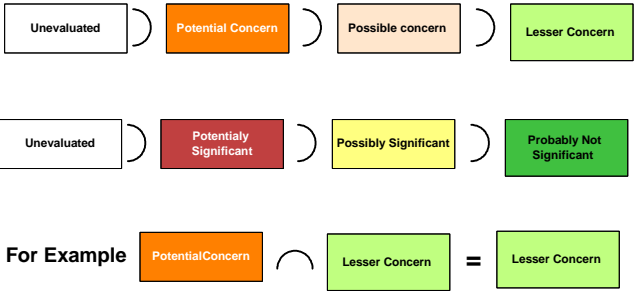 Unevaluated Potential Concern Possible concern Lesser Concern
Unevaluated Potentialy Significant Possibly Significant Probably Not Significant
For Example PotentialConcern Lesser Concern = Lesser Concern